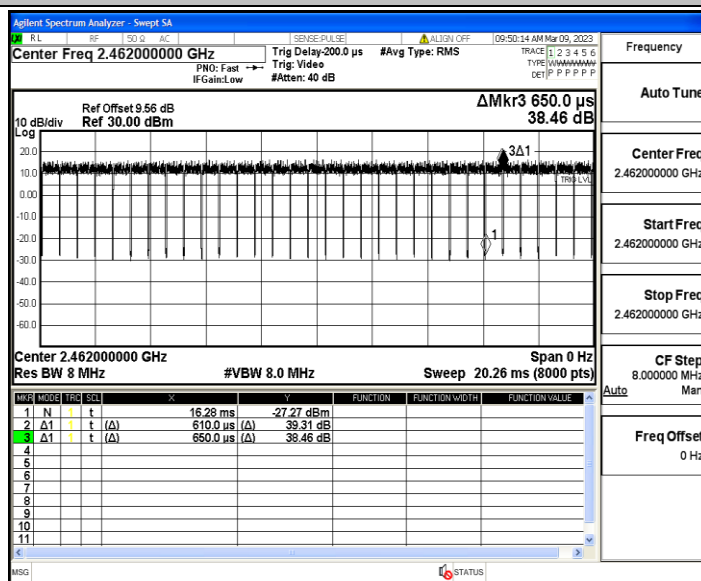 Agilent Spectrum Analyzer - Swept SA
LXI RL RF 50 Ω AC SENSE:PULSE ALIGN OFF 09:50:14 AM Mar 09, 2023
Center Freq 2.462000000 GHz
PNO: Fast
IFGain:Low
Trig Delay-200.0 µs
Trig: Video
#Atten: 40 dB
#Avg Type: RMS
TRACE 1 2 3 4 5 6
TYPE WWWWWW
DET P P P P P P
Ref Offset 9.56 dB
10 dB/div Ref 30.00 dBm
ΔMkr3 650.0 µs
38.46 dB
Log
20.0
10.0
0.00
-10.0
-20.0
-30.0
-40.0
-50.0
-60.0
3Δ1
TRIG LVL
1
Center 2.462000000 GHz Span 0 Hz
Res BW 8 MHz #VBW 8.0 MHz Sweep 20.26 ms (8000 pts)
MKR MODE TRC SCL X Y FUNCTION FUNCTION WIDTH FUNCTION VALUE
1 N 1 t 16.28 ms -27.27 dBm
2 Δ1 1 t (Δ) 610.0 µs (Δ) 39.31 dB
3 Δ1 1 t (Δ) 650.0 µs (Δ) 38.46 dB
4
5
6
7
8
9
10
11
MSG STATUS
Frequency
Auto Tune
Center Freq
2.462000000 GHz
Start Freq
2.462000000 GHz
Stop Freq
2.462000000 GHz
CF Step
8.000000 MHz
Auto Man
Freq Offset
0 Hz